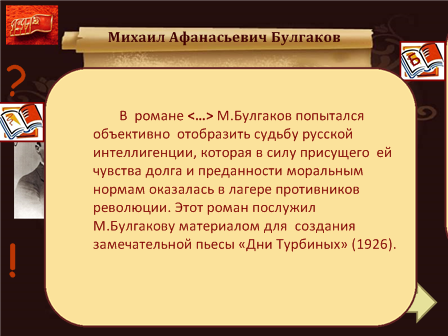 Михаил Афанасьевич Булгаков
Б
?
В романе <...> М.Булгаков попытался
объективно отобразить судьбу русской
интеллигенции, которая в силу присущего ей
чувства долга и преданности моральным
нормам оказалась в лагере противников
революции. Этот роман послужил
М.Булгакову материалом для создания
замечательной пьесы «Дни Турбиных» (1926).
!